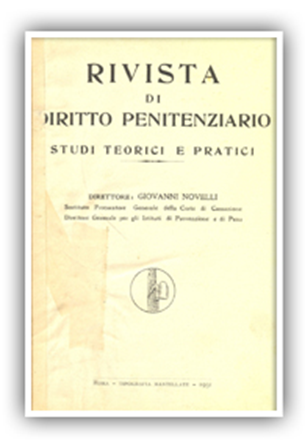 RIVISTA
DI
DIRITTO PENITENZIARIO
STUDI TEORICI E PRATICI
DIRETTORE: GIOVANNI NOVELLI
Sostituto Procuratore Generale della Corte di Cassazione
Direttore Generale per gli Istituti di Prevenzione e di Pena
ROMA - TIPOGRAFIA MANTELLATE - 1932